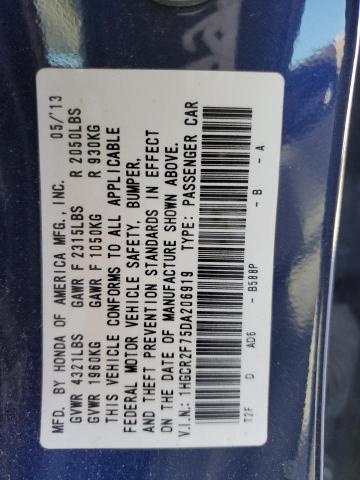 MFD. BY HONDA OF AMERICA MFG., INC. 05/'13
GVWR 4321LBS GAWR F 2315LBS R 2050LBS
GVWR 1960KG GAWR F 1050KG R 930KG
THIS VEHICLE CONFORMS TO ALL APPLICABLE
FEDERAL MOTOR VEHICLE SAFETY, BUMPER,
AND THEFT PREVENTION STANDARDS IN EFFECT
ON THE DATE OF MANUFACTURE SHOWN ABOVE.
V.I.N.: 1HGCR2F75DA206919 TYPE: PASSENGER CAR
T2F D AD6 - B588P - B - A